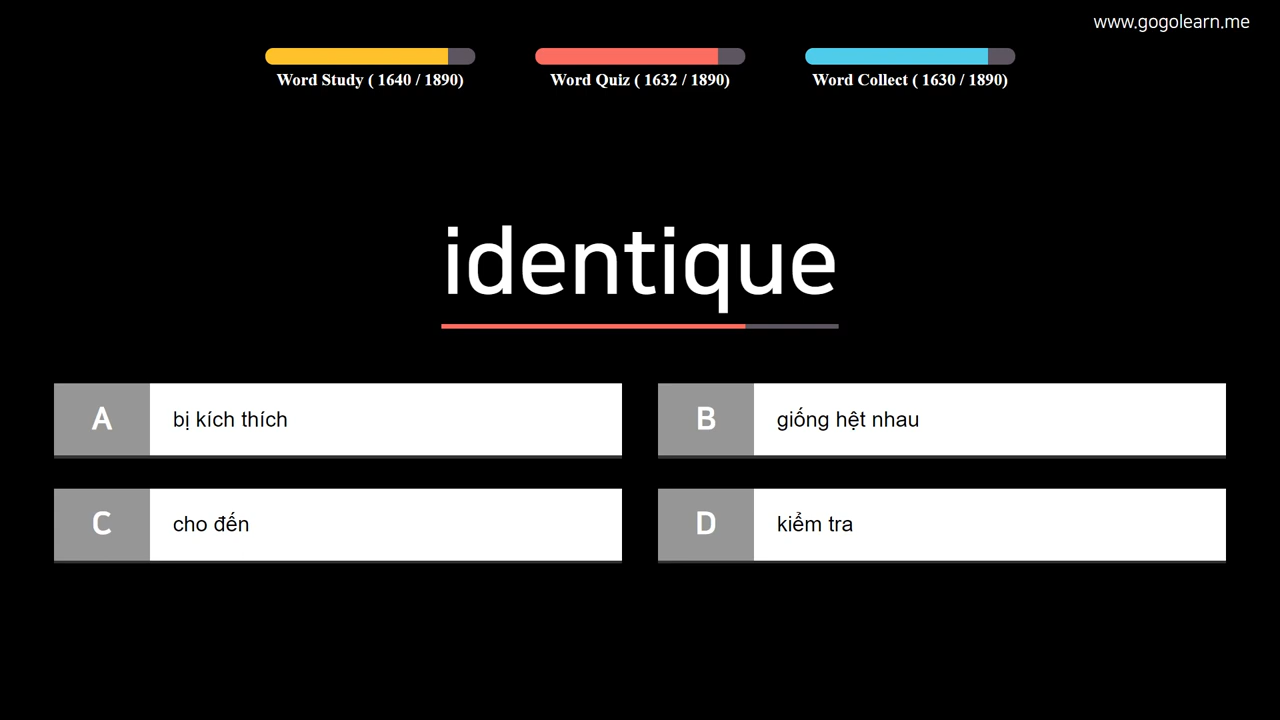 www.gogolearn.me
Word Study ( 1640 / 1890)
Word Quiz ( 1632 / 1890)
Word Collect ( 1630 / 1890)
identique
A bị kích thích
B giống hệt nhau
C cho đến
D kiểm tra